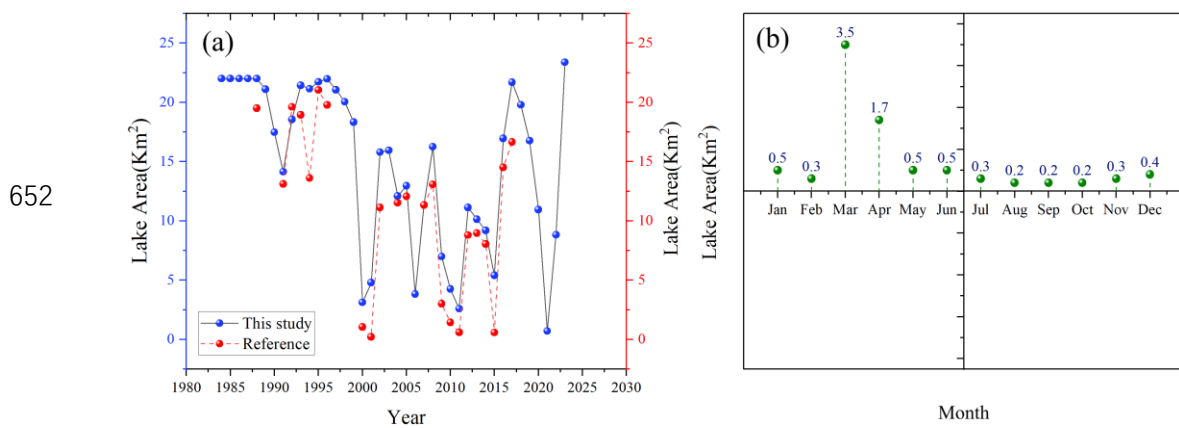 652
(a)
Lake Area(Km²)
25
20
15
10
5
0
This study
Reference
1980 1985 1990 1995 2000 2005 2010 2015 2020 2025 2030
Year
25
20
15
10
5
0
Lake Area(Km²)
(b)
Lake Area(Km²)
0.5 0.3 3.5 1.7 0.5 0.5 0.3 0.2 0.2 0.2 0.3 0.4
Jan Feb Mar Apr May Jun Jul Aug Sep Oct Nov Dec
Month